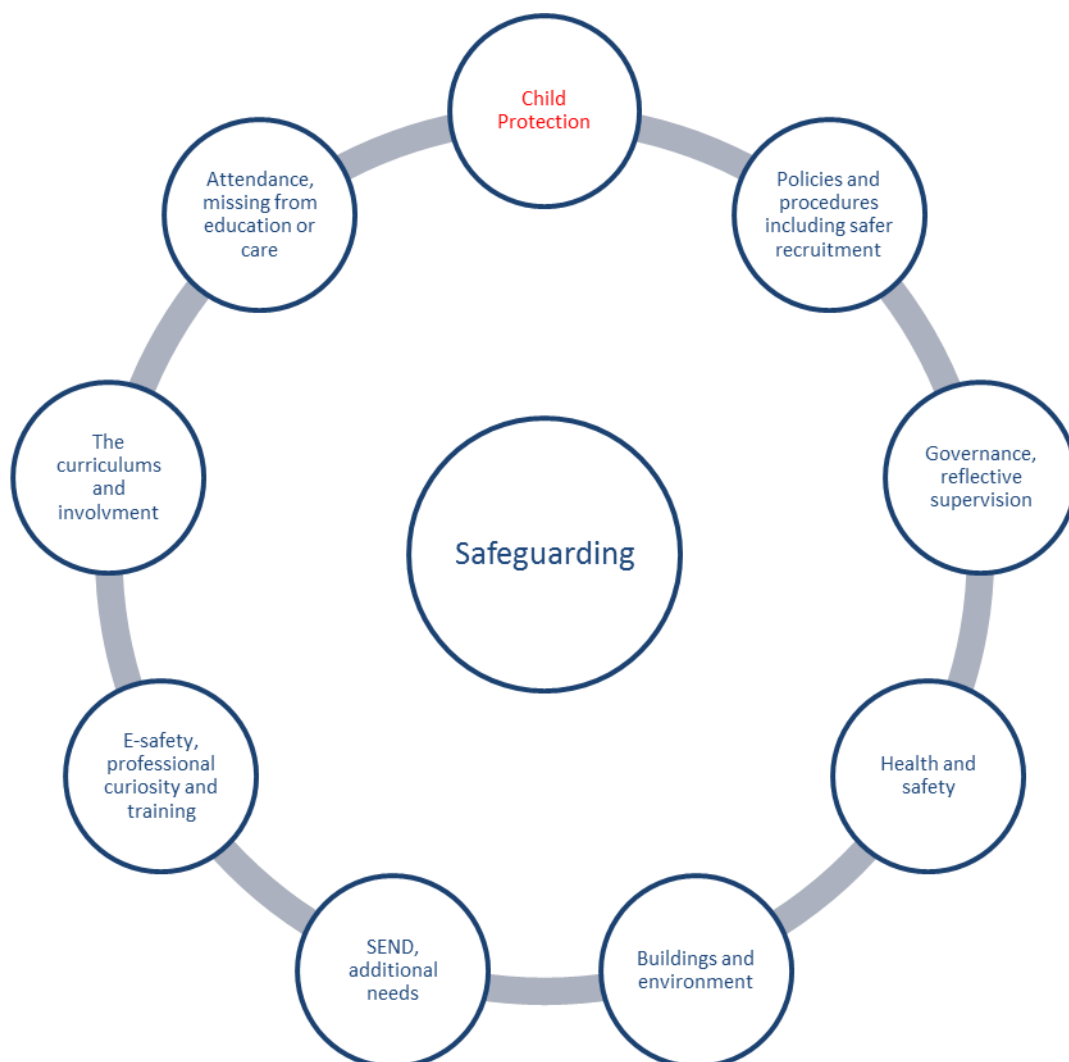 Child
Protection
Policies and
procedures
including safer
recruitment
Governance,
reflective
supervision
Health and
safety
Buildings and
environment
SEND,
additional
needs
E-safety,
professional
curiosity and
training
The
curriculums
and
involvment
Attendance,
missing from
education or
care
Safeguarding